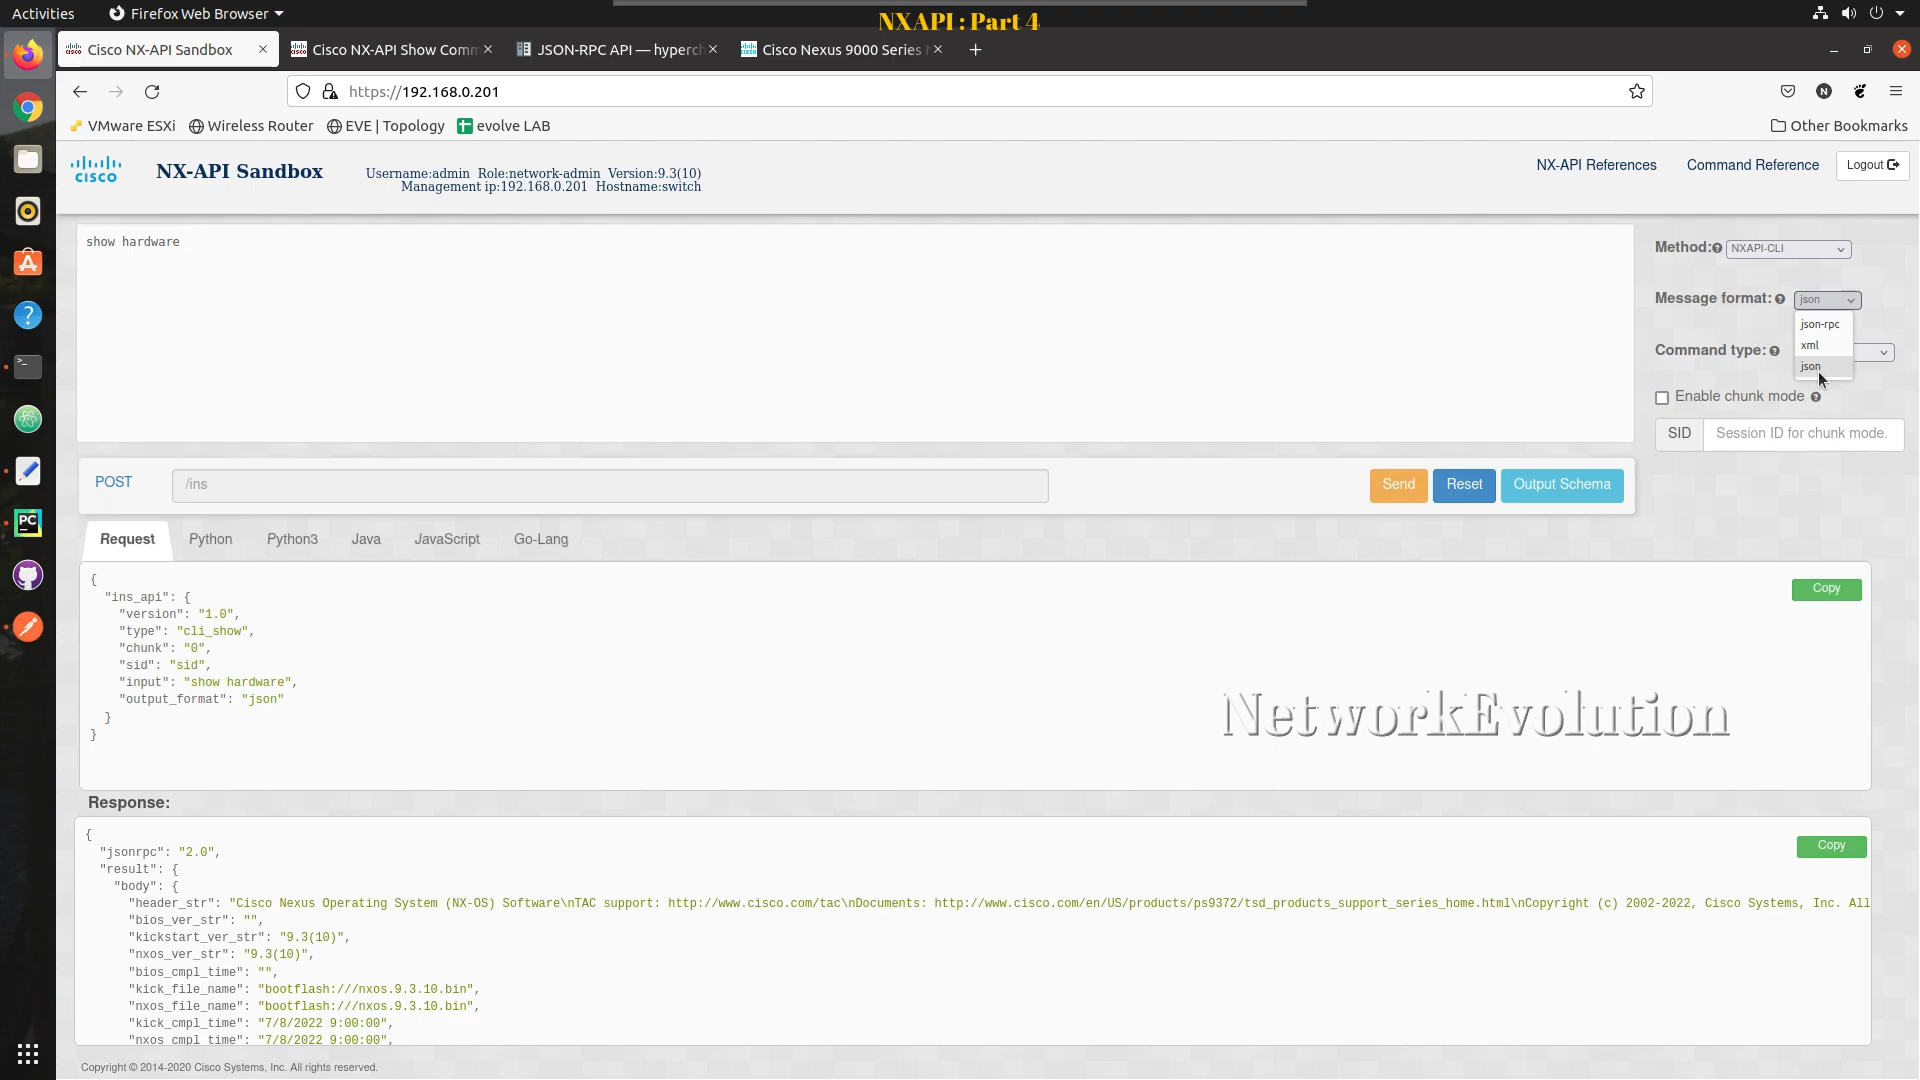 Activities
Firefox Web Browser
NXAPI : Part 4
Cisco NX-API Sandbox
Cisco NX-API Show Comm
JSON-RPC API — hyperch
Cisco Nexus 9000 Series
https://192.168.0.201
VMware ESXi
Wireless Router
EVE | Topology
evolve LAB
Other Bookmarks
CISCO
NX-API Sandbox
Username:admin Role:network-admin Version:9.3(10)
Management ip:192.168.0.201 Hostname:switch
NX-API References
Command Reference
Logout
show hardware
Method:
NXAPI-CLI
Message format:
json
json-rpc
xml
json
Command type:
Enable chunk mode
SID
Session ID for chunk mode.
POST
/ins
Send
Reset
Output Schema
Request
Python
Python3
Java
JavaScript
Go-Lang
Copy
{
"ins_api": {
"version": "1.0",
"type": "cli_show",
"chunk": "0",
"sid": "sid",
"input": "show hardware",
"output_format": "json"
}
}
NetworkEvolution
Response:
Copy
{
"jsonrpc": "2.0",
"result": {
"body": {
"header_str": "Cisco Nexus Operating System (NX-OS) Software\nTAC support: http://www.cisco.com/tac\nDocuments: http://www.cisco.com/en/US/products/ps9372/tsd_products_support_series_home.html\nCopyright (c) 2002-2022, Cisco Systems, Inc. All
"bios_ver_str": "",
"kickstart_ver_str": "9.3(10)",
"nxos_ver_str": "9.3(10)",
"bios_cmpl_time": "",
"kick_file_name": "bootflash:///nxos.9.3.10.bin",
"nxos_file_name": "bootflash:///nxos.9.3.10.bin",
"kick_cmpl_time": "7/8/2022 9:00:00",
"nxos_cmpl_time": "7/8/2022 9:00:00",
Copyright © 2014-2020 Cisco Systems, Inc. All rights reserved.